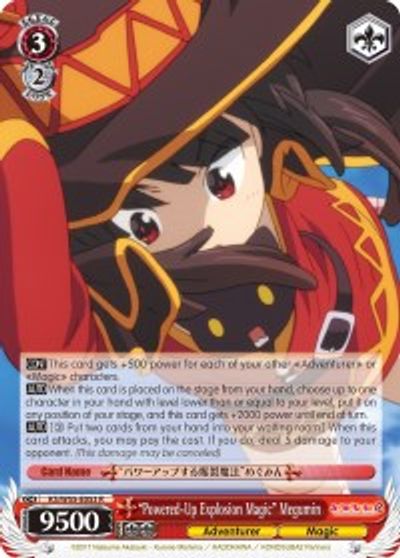 3
2
This card gets +500 power for each of your other «Adventurer» or
«Magic» characters.
When this card is placed on the stage from your hand, choose up to one
character in your hand with level lower than or equal to your level, put it on
any position of your stage, and this card gets +2000 power until end of turn.
Put two cards from your hand into your waiting room] When this card
attacks, you may pay the cost. If you do, deal 5 damage to your opponent.
(This damage may be canceled)
Card Name
"パワーアップする爆裂魔法"めぐみん
9500
"Powered-Up Explosion Magic" Megumin
Adventurer
Magic